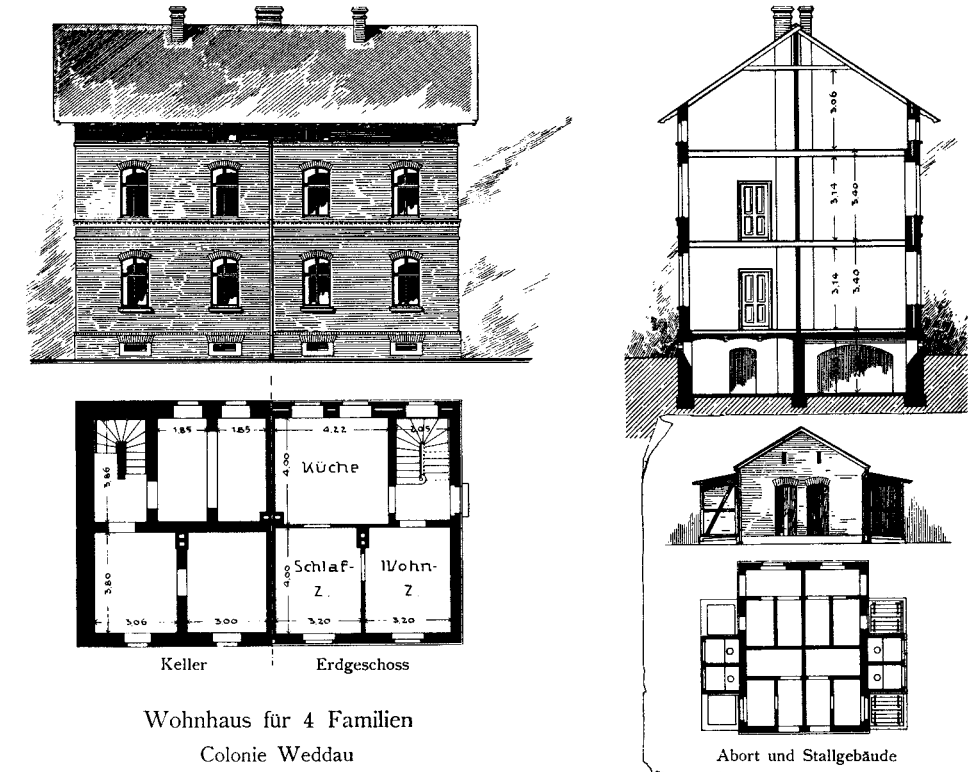 3.06
3.14
3.40
3.14
3.40
1.85
1.85
4.22
2.05
3.86
4.00
Küche
3.80
4.00
Schlaf-
Z.
Wohn-
Z.
3.06
3.00
3.20
3.20
Keller
Erdgeschoss
Wohnhaus für 4 Familien
Colonie Weddau
Abort und Stallgebäude